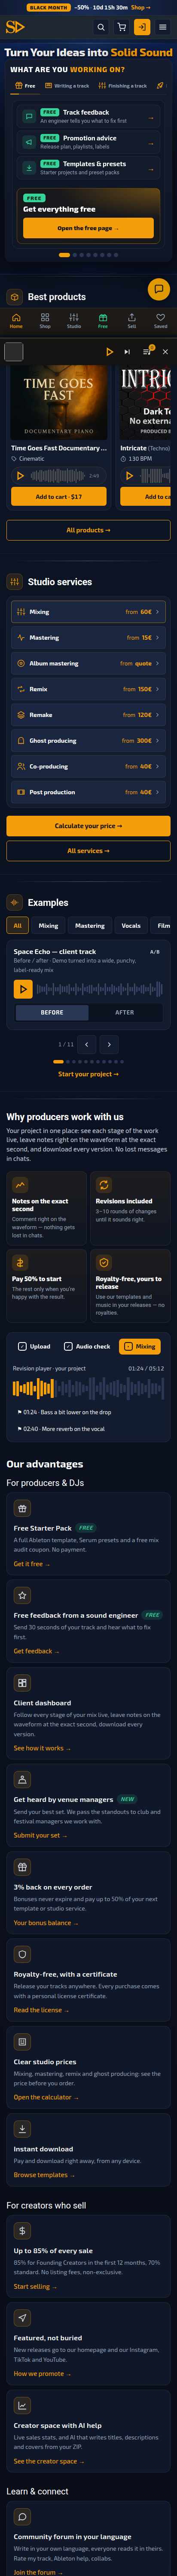 BLACK MONTH -50% 10d 15h 30m Shop →
SP
Turn Your Ideas into Solid Sound
WHAT ARE YOU WORKING ON?
Free Writing a track Finishing a track
FREE Track feedback
An engineer tells you what to fix first
→
FREE Promotion advice
Release plan, playlists, labels
→
FREE Templates & presets
Starter projects and preset packs
→
FREE
Get everything free
Open the free page →
Best products
Home Shop Studio Free Sell Saved
TIME GOES FAST
DOCUMENTARY PIANO
Time Goes Fast Documentary ...
Cinematic
Add to cart · $17
INTRIC
Dark Te
No externa
PRODUCED B
Intricate (Techno)
130 BPM
Add to ca
All products →
Studio services
Mixing from 60€ ›
Mastering from 15€ ›
Album mastering from quote ›
Remix from 150€ ›
Remake from 120€ ›
Ghost producing from 300€ ›
Co-producing from 40€ ›
Post production from 40€ ›
Calculate your price →
All services →
Examples
All Mixing Mastering Vocals Film
Space Echo — client track A/B
Before / after · Demo turned into a wide, punchy,
label-ready mix
BEFORE AFTER
1 / 11 ‹ ›
Start your project →
Why producers work with us
Your project in one place: see what stage the work
is at, leave notes right on the waveform at the exact
second, and download every version. No lost messages
in chats.
Notes on the exact
second
Comment right on the
waveform — nothing gets
lost in chats.
Revisions included
3–10 rounds of changes
until it sounds right.
Pay 50% to start
The rest only when you're
happy with the result.
Royalty-free, yours to
release
Use our templates and
music in your releases — no
royalties.
Upload Audio check Mixing
Revision player · your project 01:24 / 05:12
01:24 · Bass a bit lower on the drop
02:40 · More reverb on the vocal
Our advantages
For producers & DJs
Free Starter Pack FREE
A full Ableton template, Serum presets and a free mix
audit coupon. No payment.
Get it free →
Free feedback from a sound engineer FREE
Send 30 seconds of your track and hear what to fix
first.
Get feedback →
Client dashboard
Follow every stage of your mix live, leave notes on the
waveform at the exact second, download every
version.
See how it works →
Get heard by venue managers NEW
Send your best set. We pass the standouts to club and
festival managers we work with.
Submit your set →
3% back on every order
Bonuses never expire and pay up to 50% of your next
template or studio service.
Your bonus balance →
Royalty-free, with a certificate
Release your tracks anywhere. Every purchase comes
with a personal license certificate.
Read the license →
Clear studio prices
Mixing, mastering, remix and ghost producing: see the
price before you order.
Open the calculator →
Instant download
Pay and download right away, from any device.
Browse templates →
For creators who sell
Up to 85% of every sale
85% for Founding Creators in the first 12 months, 70%
standard. No listing fees, non-exclusive.
Start selling →
Featured, not buried
New releases go to our homepage and our Instagram,
TikTok and YouTube.
How we promote →
Creator space with AI help
Live sales stats, and AI that writes titles, descriptions
and covers from your ZIP.
See the creator space →
Learn & connect
Community forum in your language
Write in your own language, everyone reads it in theirs.
Rate my track, Ableton help, collabs.
Join the forum →